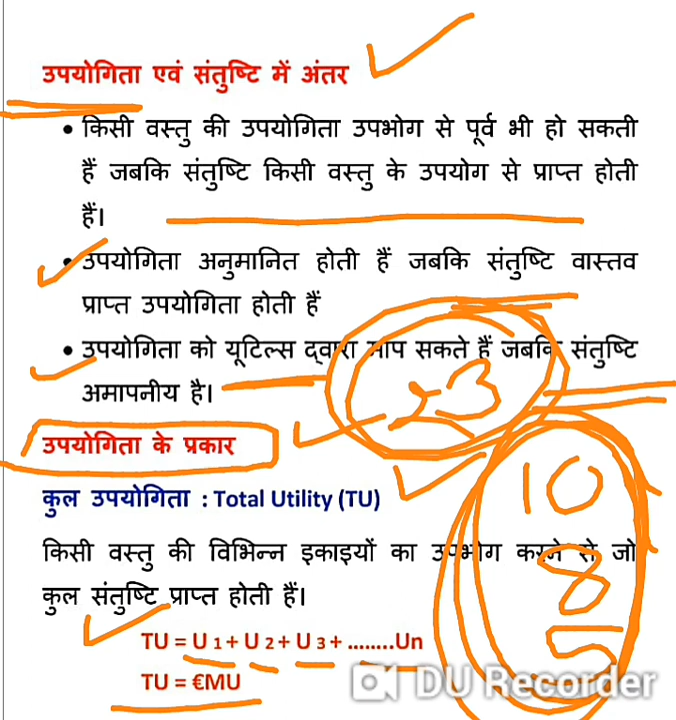 उपयोगिता एवं संतुष्टि में अंतर
• किसी वस्तु की उपयोगिता उपभोग से पूर्व भी हो सकती
हैं जबकि संतुष्टि किसी वस्तु के उपयोग से प्राप्त होती
हैं।
• उपयोगिता अनुमानित होती हैं जबकि संतुष्टि वास्तव
प्राप्त उपयोगिता होती हैं
• उपयोगिता को यूटिल्स द्वारा माप सकते हैं जबकि संतुष्टि
अमापनीय है।
उपयोगिता के प्रकार
कुल उपयोगिता : Total Utility (TU)
10
किसी वस्तु की विभिन्न इकाइयों का उपभोग करने से जो
8
कुल संतुष्टि प्राप्त होती हैं।
TU = U 1 + U 2 + U 3 + ........Un
TU = €MU
DU Recorder